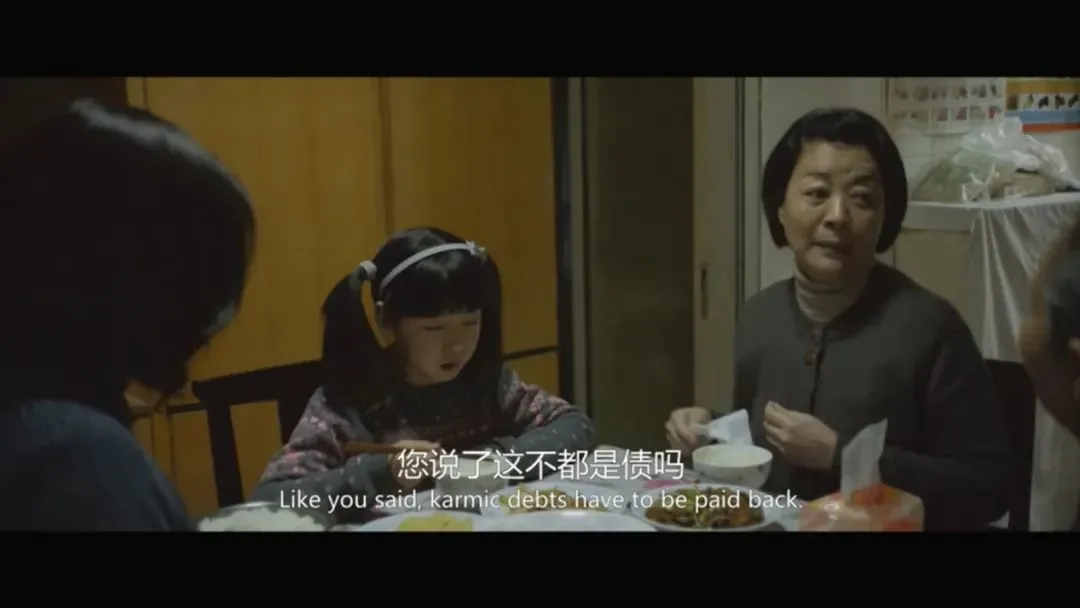 您说了这不都是债吗
Like you said, karmic debts have to be paid back.